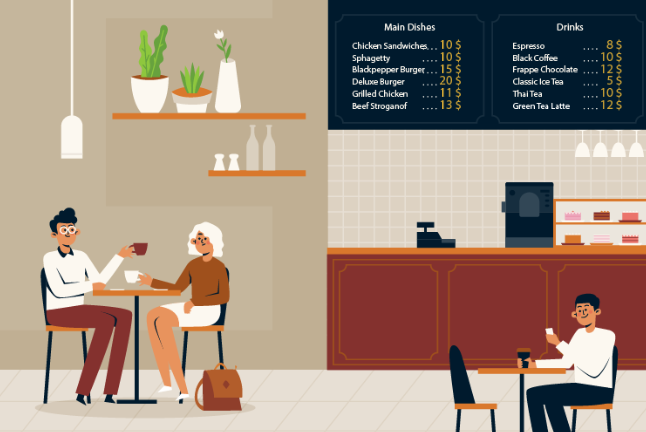 Main Dishes
Chicken Sandwiches... 10 $
Sphagetty .... 10 $
Blackpepper Burger... 15 $
Deluxe Burger .... 20 $
Grilled Chicken .... 11 $
Beef Stroganof .... 13 $
Drinks
Espresso .... 8 $
Black Coffee .... 10 $
Frappe Chocolate .... 12 $
Classic Ice Tea .... 5 $
Thai Tea .... 10 $
Green Tea Latte .... 12 $